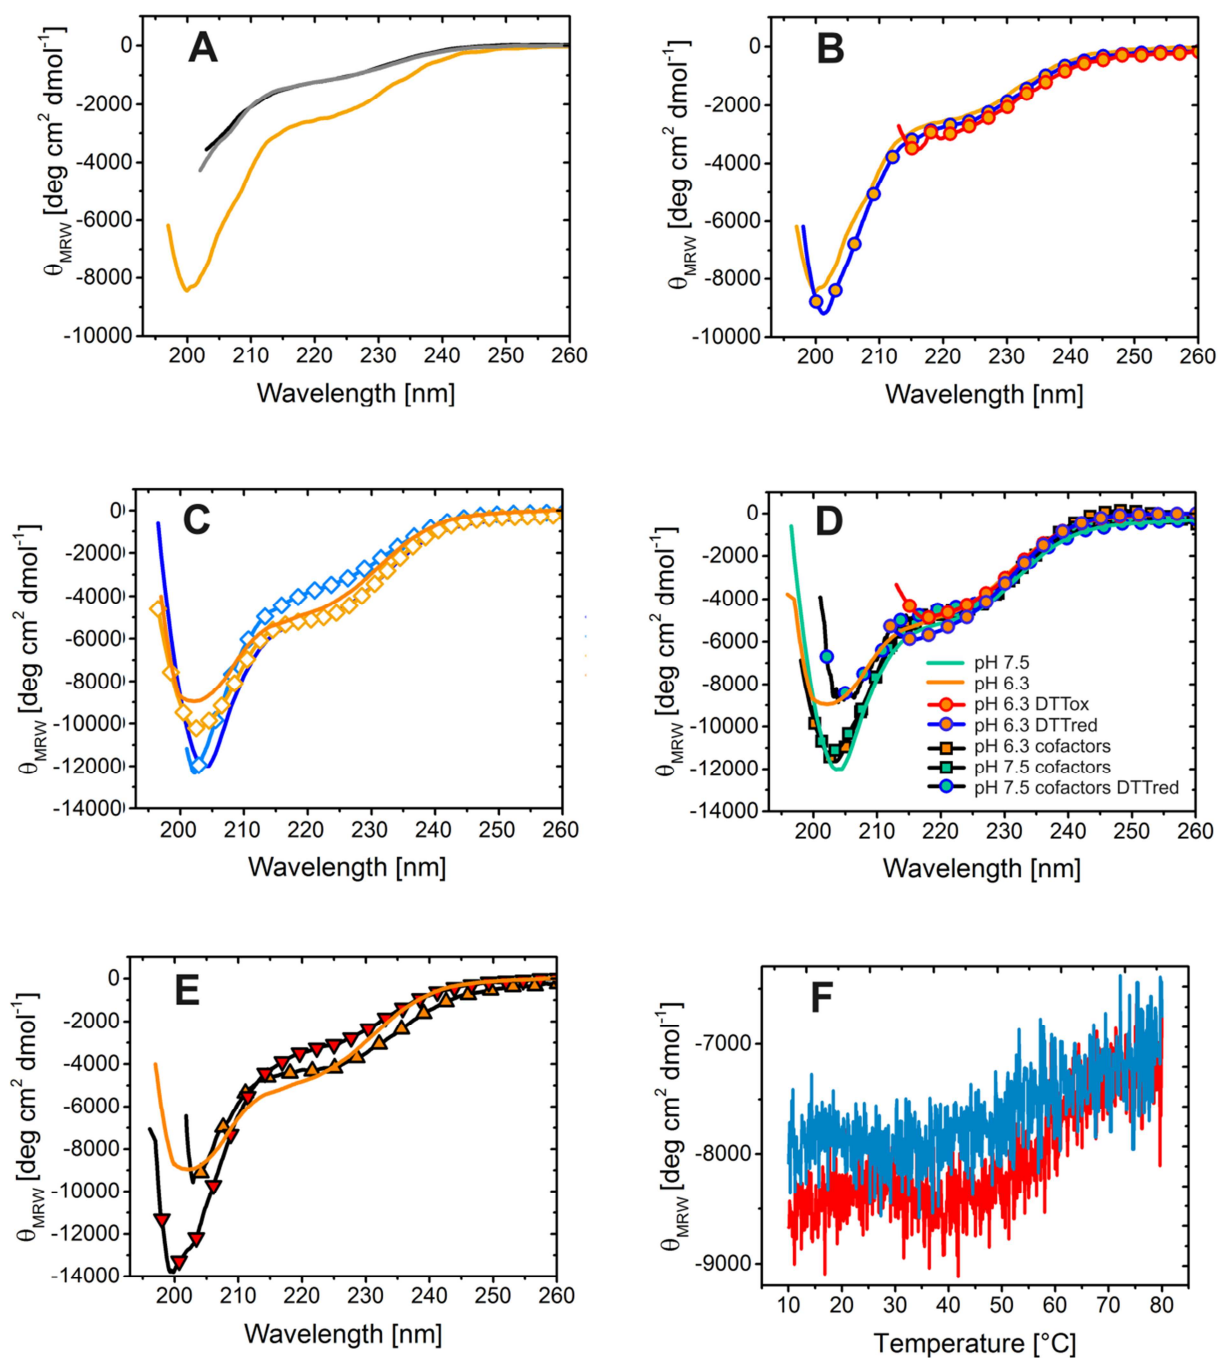 A
0
-2000
-4000
-6000
-8000
-10000
θMRW [deg cm² dmol⁻¹]
200 210 220 230 240 250 260
Wavelength [nm]
B
0
-2000
-4000
-6000
-8000
-10000
θMRW [deg cm² dmol⁻¹]
200 210 220 230 240 250 260
Wavelength [nm]
C
0
-2000
-4000
-6000
-8000
-10000
-12000
-14000
θMRW [deg cm² dmol⁻¹]
200 210 220 230 240 250 260
Wavelength [nm]
D
0
-2000
-4000
-6000
-8000
-10000
-12000
-14000
θMRW [deg cm² dmol⁻¹]
pH 7.5
pH 6.3
pH 6.3 DTTox
pH 6.3 DTTred
pH 6.3 cofactors
pH 7.5 cofactors
pH 7.5 cofactors DTTred
200 210 220 230 240 250 260
Wavelength [nm]
E
0
-2000
-4000
-6000
-8000
-10000
-12000
-14000
θMRW [deg cm² dmol⁻¹]
200 210 220 230 240 250 260
Wavelength [nm]
F
-7000
-8000
-9000
θMRW [deg cm² dmol⁻¹]
10 20 30 40 50 60 70 80
Temperature [°C]